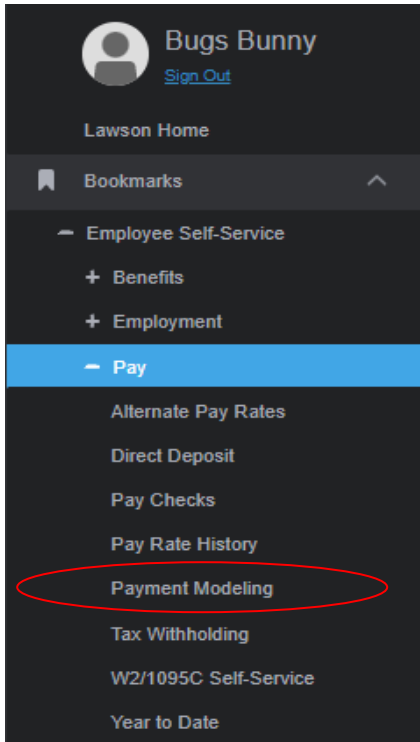 Bugs Bunny
Sign Out
Lawson Home
Bookmarks
Employee Self-Service
Benefits
Employment
Pay
Alternate Pay Rates
Direct Deposit
Pay Checks
Pay Rate History
Payment Modeling
Tax Withholding
W2/1095C Self-Service
Year to Date